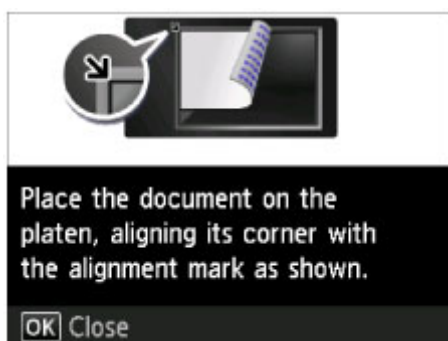 Place the document on the
platen, aligning its corner with
the alignment mark as shown.
OK Close